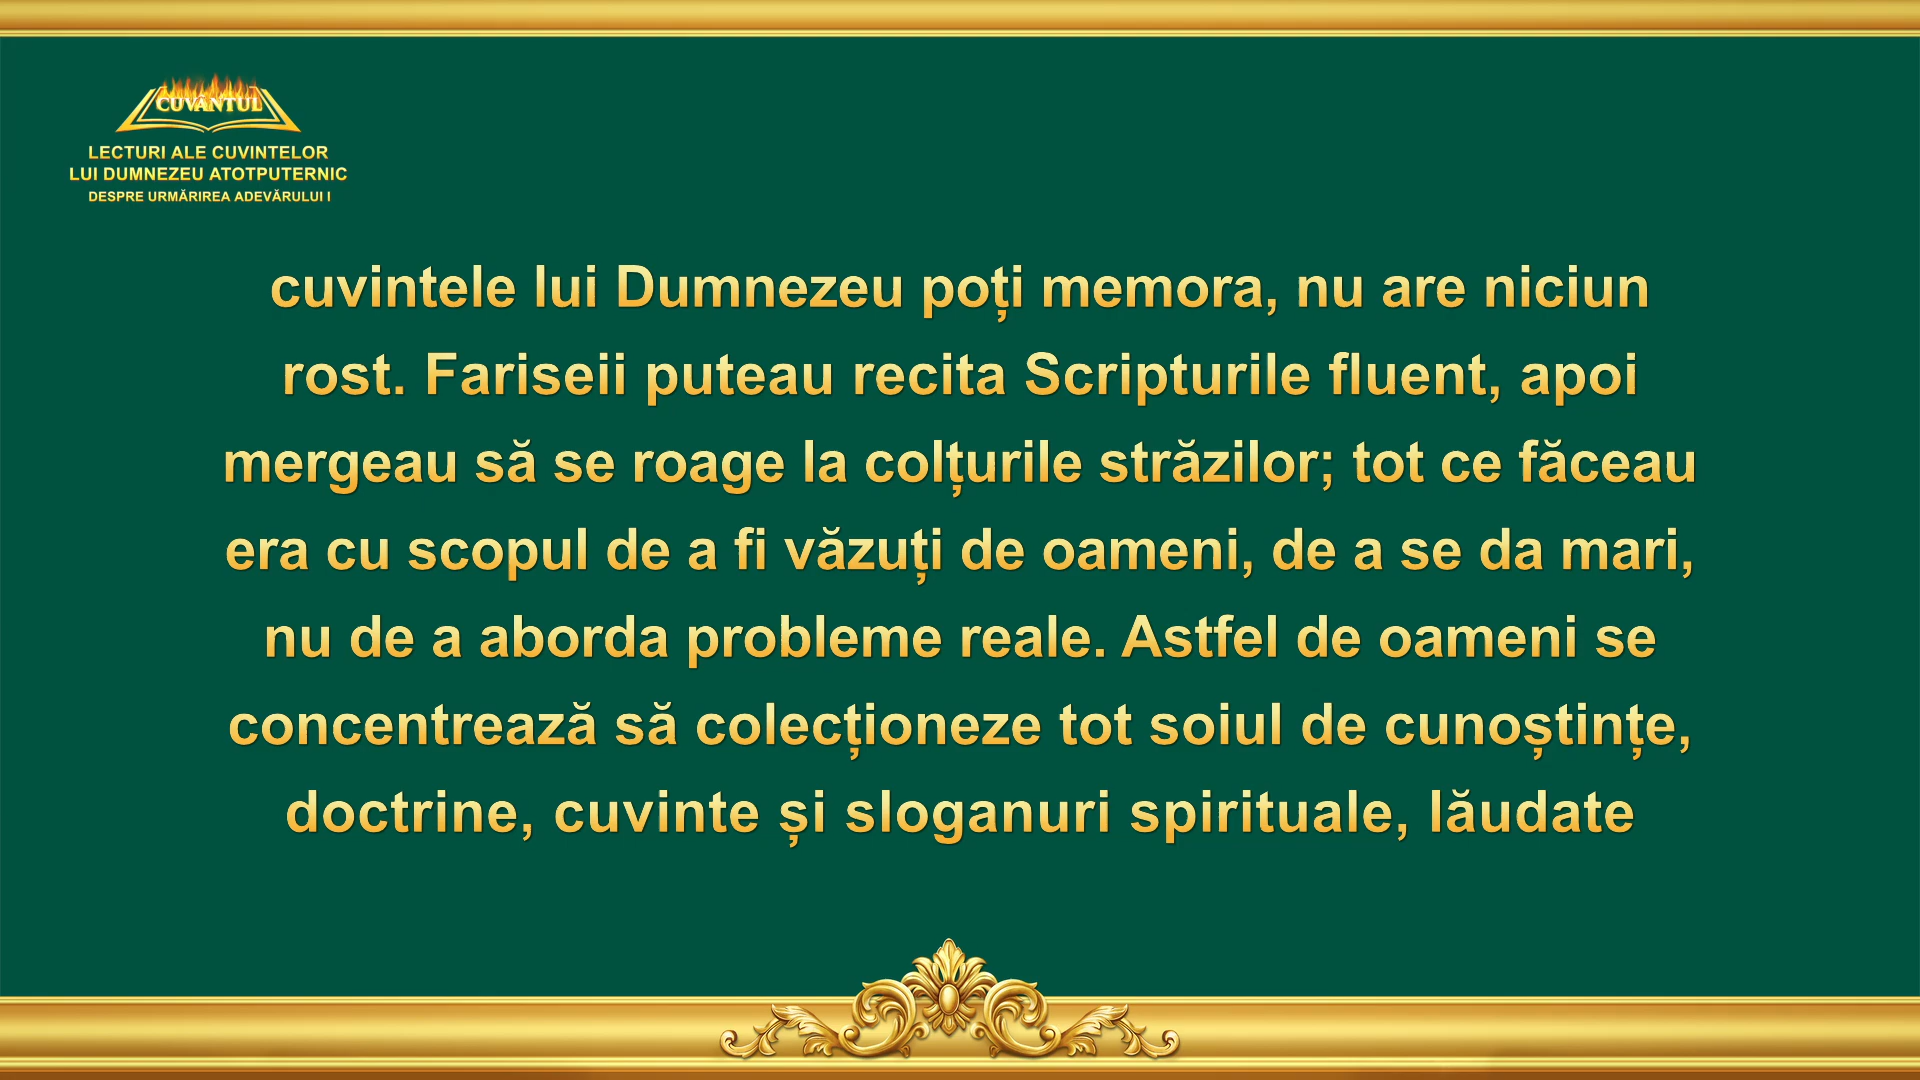 CUVÂNTUL
LECTURI ALE CUVINTELOR
LUI DUMNEZEU ATOTPUTERNIC
DESPRE URMĂRIREA ADEVĂRULUI I
cuvintele lui Dumnezeu poți memora, nu are niciun
rost. Fariseii puteau recita Scripturile fluent, apoi
mergeau să se roage la colțurile străzilor; tot ce făceau
era cu scopul de a fi văzuți de oameni, de a se da mari,
nu de a aborda probleme reale. Astfel de oameni se
concentrează să colecționeze tot soiul de cunoștințe,
doctrine, cuvinte și sloganuri spirituale, lăudate